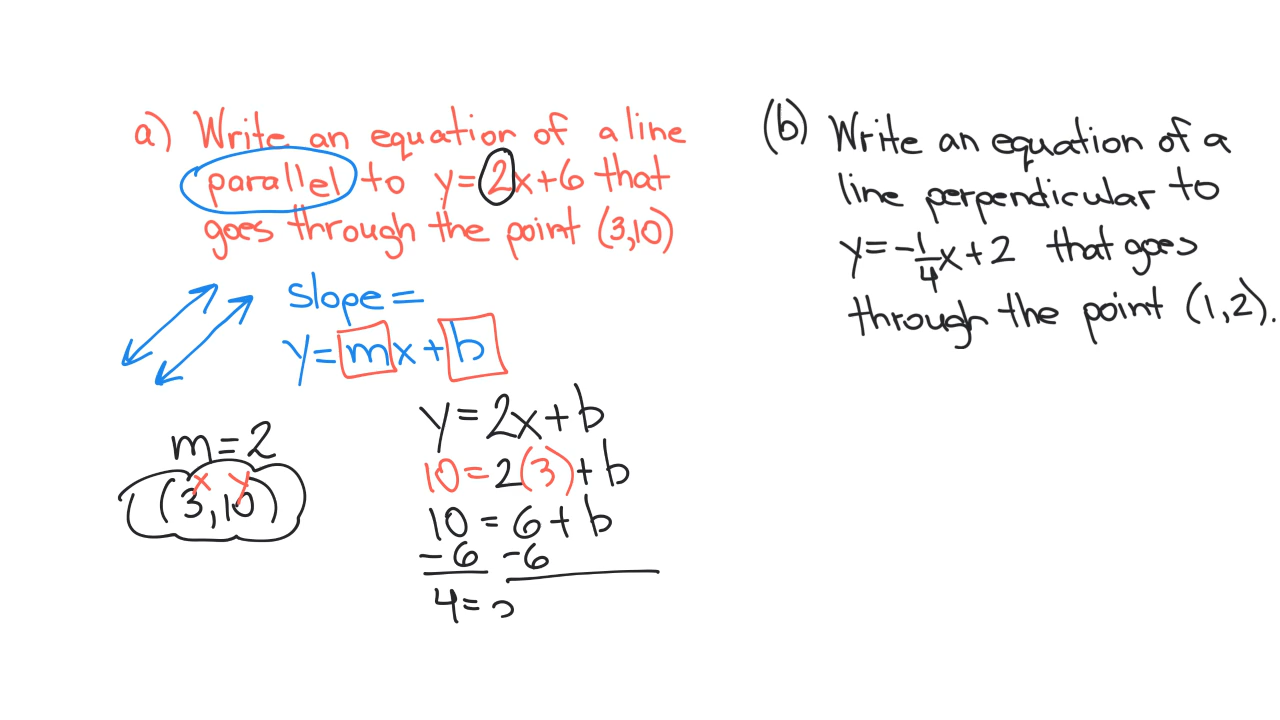 a) Write an equation of a line
parallel to y=2x+6 that
goes through the point (3,10)
slope=
y=mx+b
m=2
x y
(3,10)
y=2x+b
10=2(3)+b
10=6+b
-6 -6
4=
(b) Write an equation of a
line perpendicular to
y=-1/4x+2 that goes
through the point (1,2).